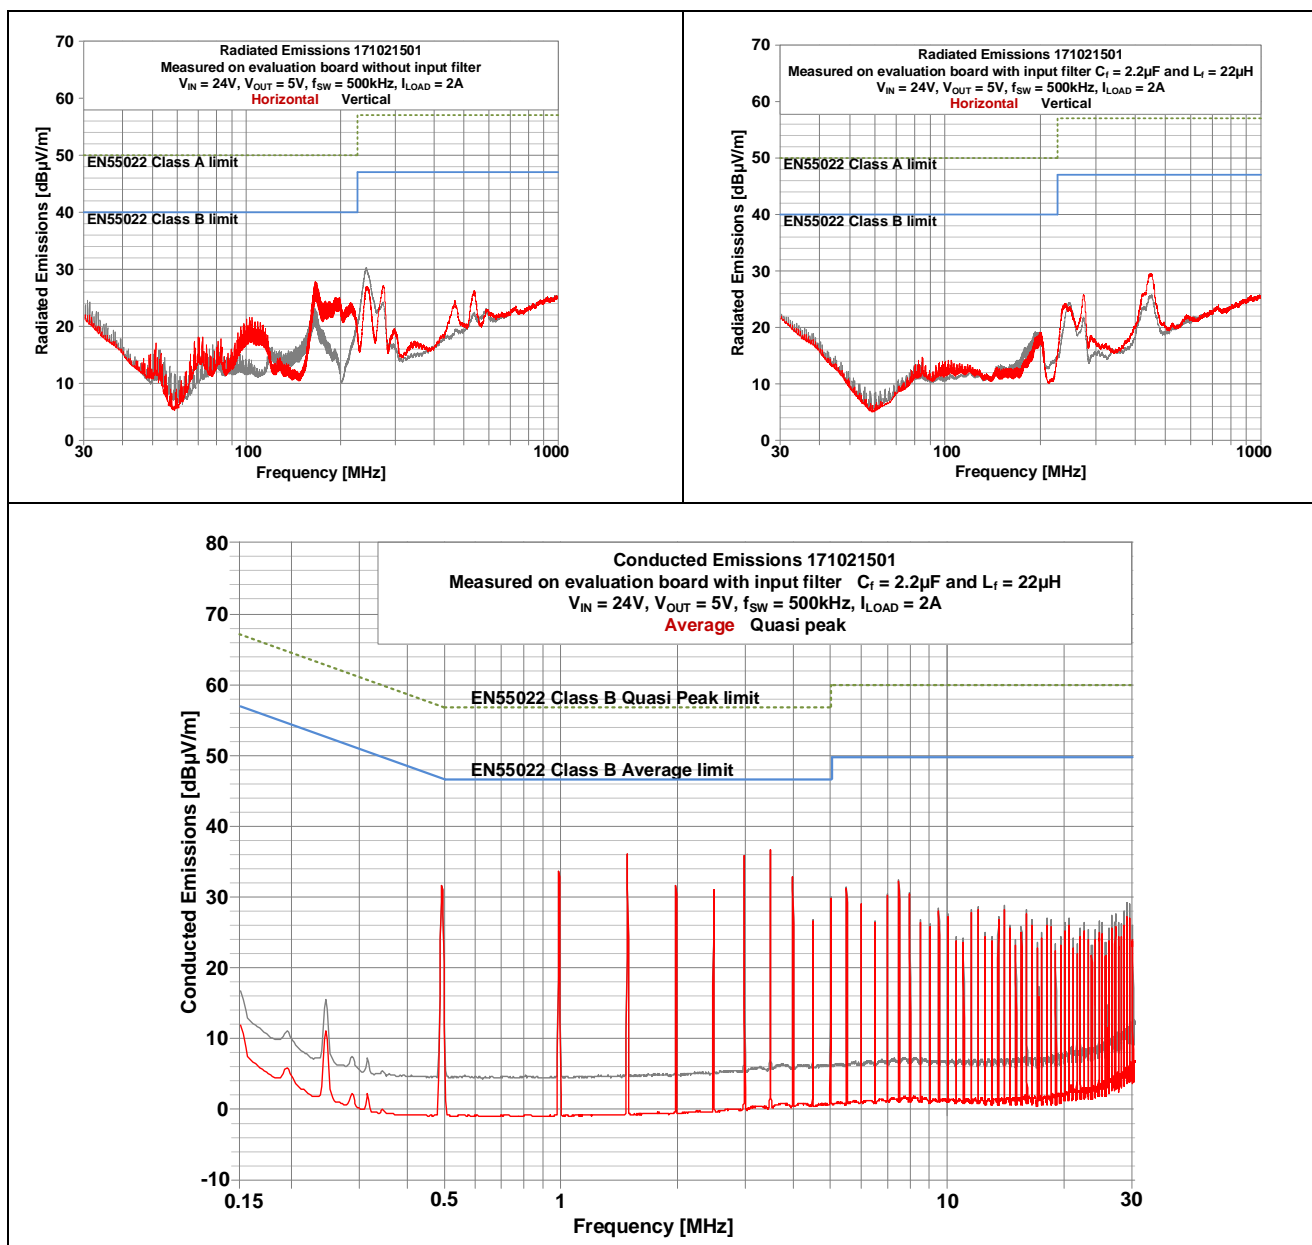 Radiated Emissions 171021501
Measured on evaluation board without input filter
VIN = 24V, VOUT = 5V, fSW = 500kHz, ILOAD = 2A
Horizontal Vertical
70
60
50
40
30
20
10
0
Radiated Emissions [dBµV/m]
EN55022 Class A limit
EN55022 Class B limit
30 100 1000
Frequency [MHz]
Radiated Emissions 171021501
Measured on evaluation board with input filter Cf = 2.2µF and Lf = 22µH
VIN = 24V, VOUT = 5V, fSW = 500kHz, ILOAD = 2A
Horizontal Vertical
70
60
50
40
30
20
10
0
Radiated Emissions [dBµV/m]
EN55022 Class A limit
EN55022 Class B limit
30 100 1000
Frequency [MHz]
Conducted Emissions 171021501
Measured on evaluation board with input filter Cf = 2.2µF and Lf = 22µH
VIN = 24V, VOUT = 5V, fSW = 500kHz, ILOAD = 2A
Average Quasi peak
80
70
60
50
40
30
20
10
0
-10
Conducted Emissions [dBµV/m]
EN55022 Class B Quasi Peak limit
EN55022 Class B Average limit
0.15 0.5 1 10 30
Frequency [MHz]